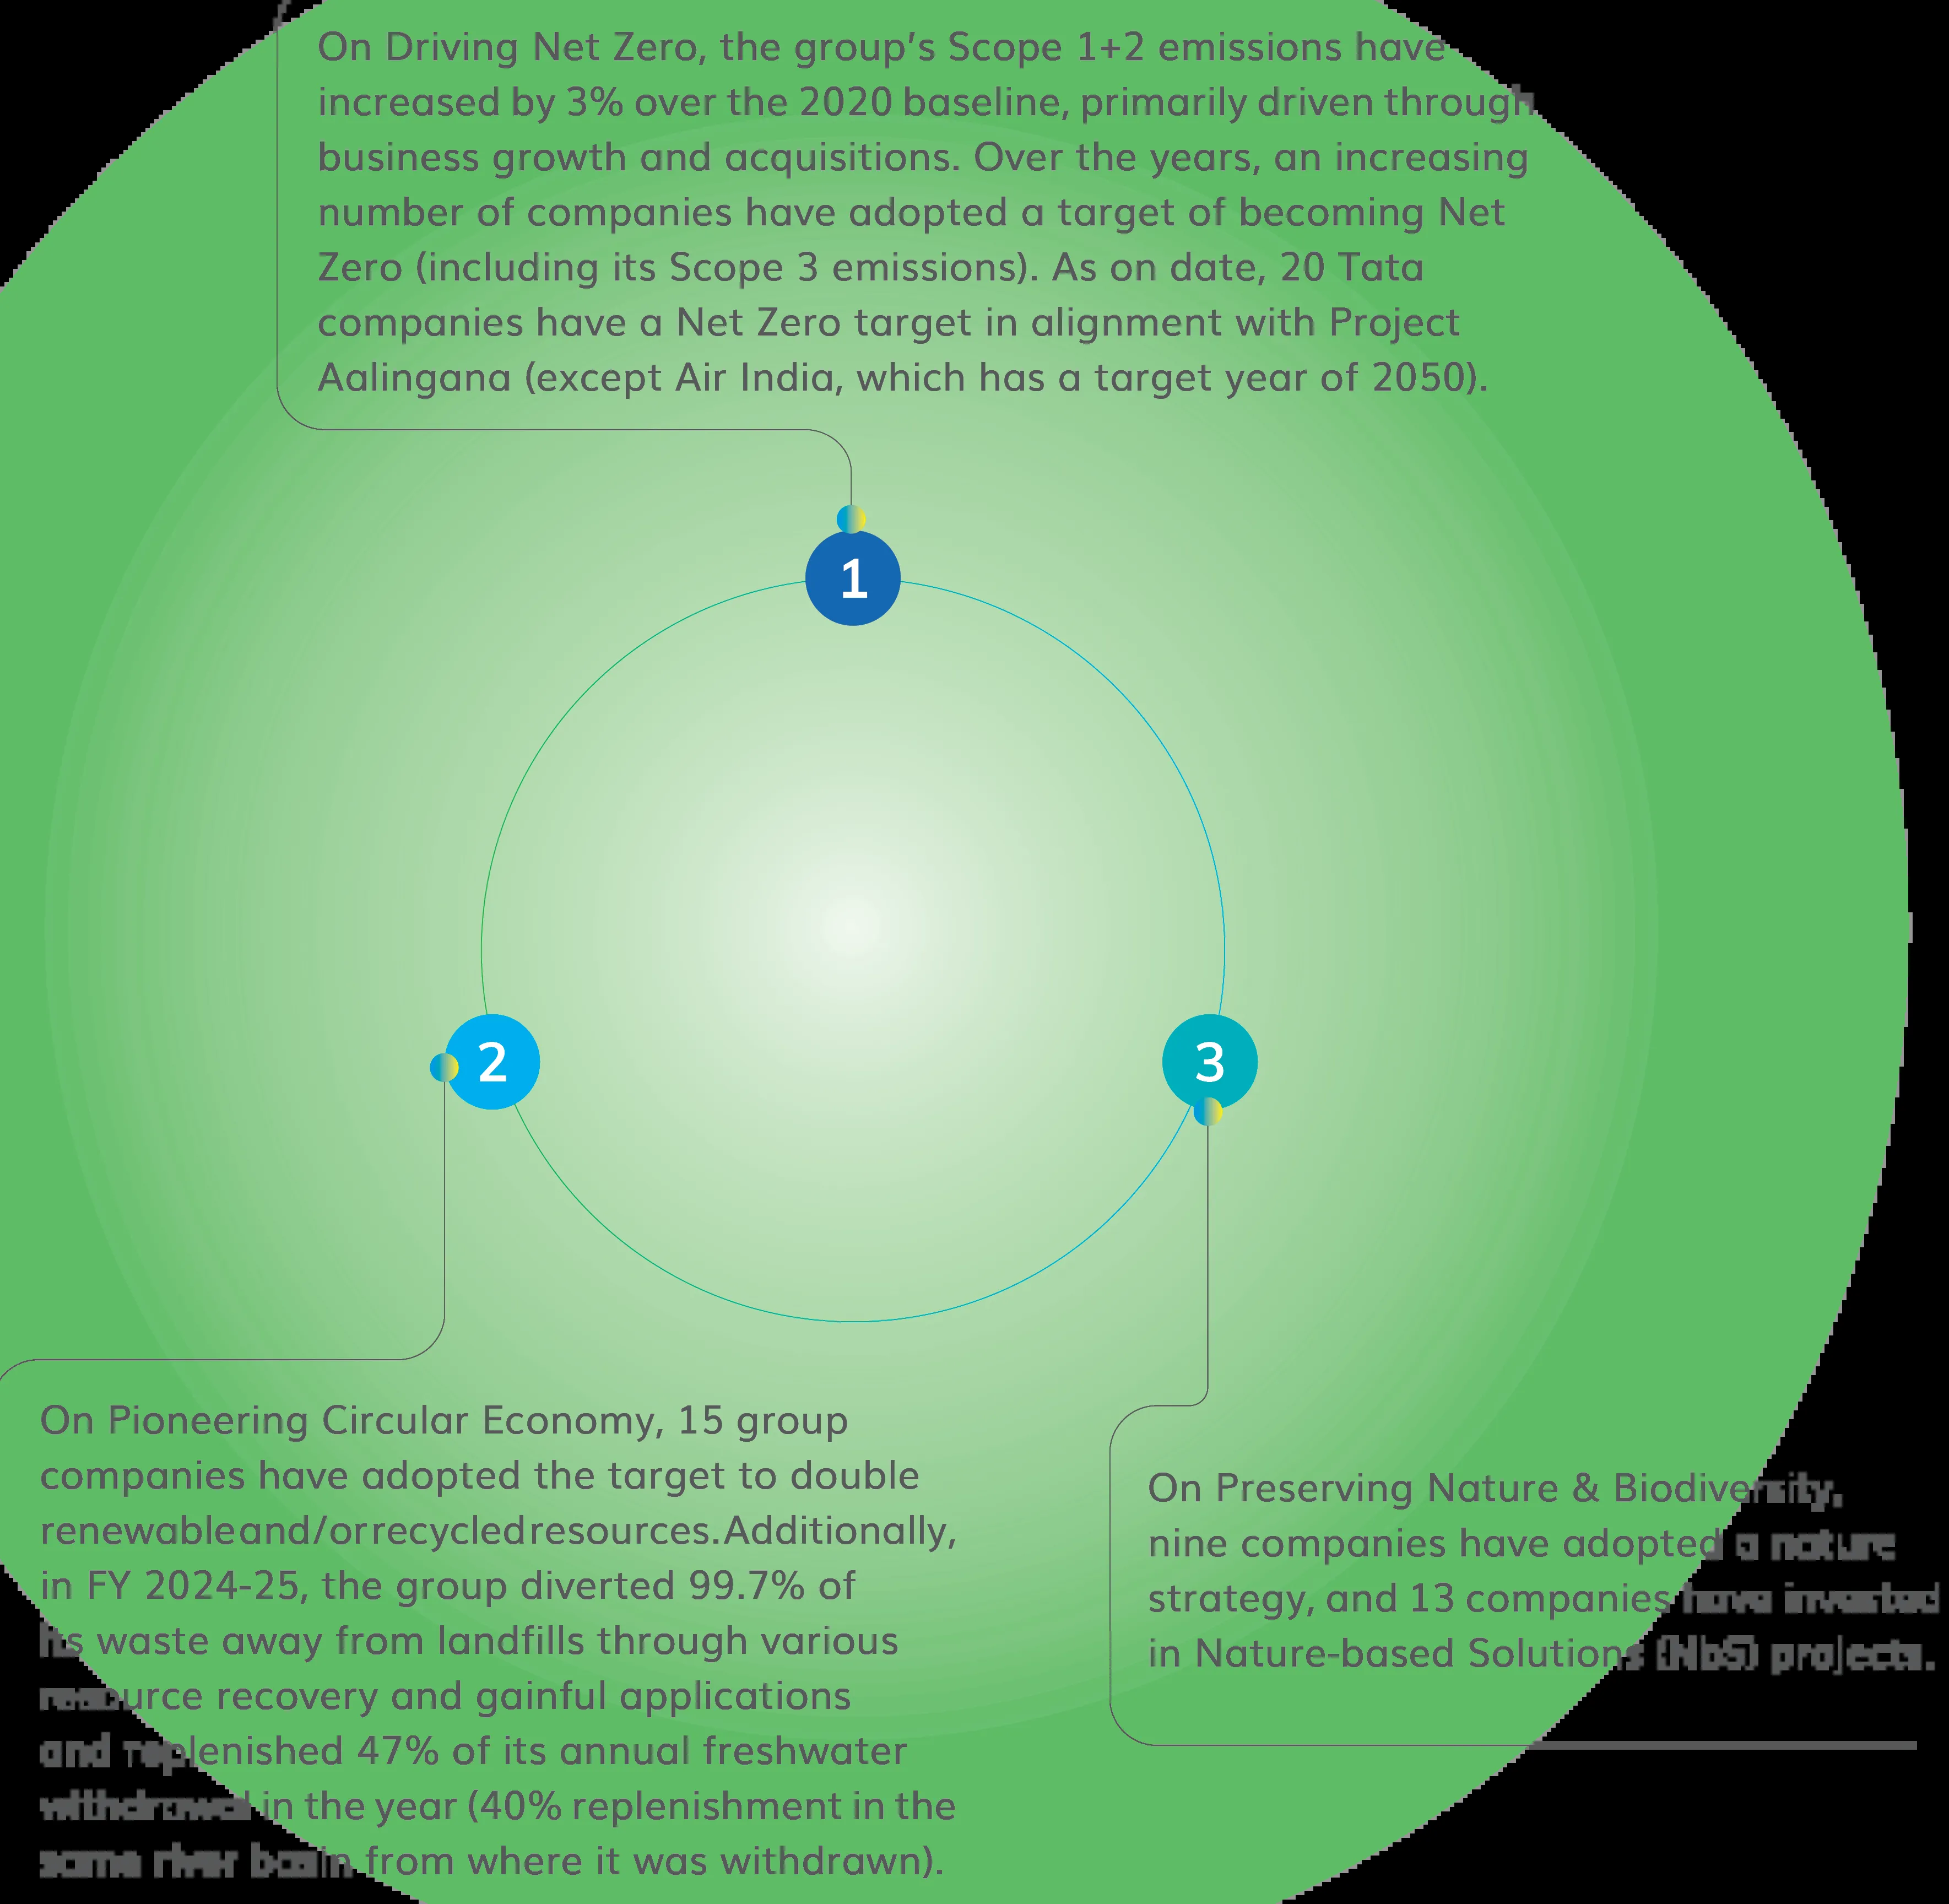 On Driving Net Zero, the group’s Scope 1+2 emissions have
increased by 3% over the 2020 baseline, primarily driven through
business growth and acquisitions. Over the years, an increasing
number of companies have adopted a target of becoming Net
Zero (including its Scope 3 emissions). As on date, 20 Tata
companies have a Net Zero target in alignment with Project
Aalingana (except Air India, which has a target year of 2050).
1
2
3
On Pioneering Circular Economy, 15 group
companies have adopted the target to double
renewable and/or recycled resources. Additionally,
in FY 2024-25, the group diverted 99.7% of
its waste away from landfills through various
resource recovery and gainful applications
and replenished 47% of its annual freshwater
withdrawal in the year (40% replenishment in the
same river basin from where it was withdrawn).
On Preserving Nature & Biodiversity,
nine companies have adopted a nature
strategy, and 13 companies have invested
in Nature-based Solutions (NbS) projects.